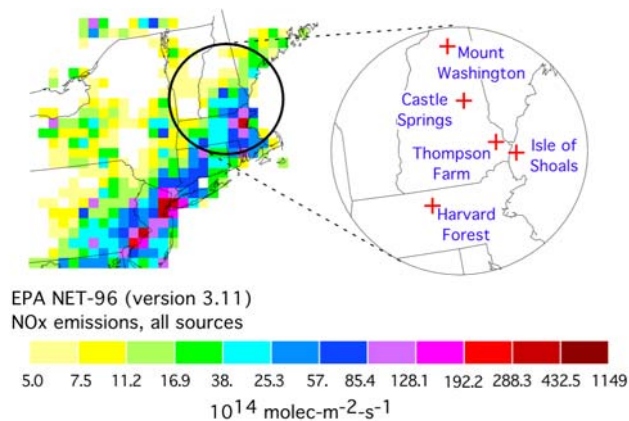 Mount
Washington
Castle
Springs
Thompson
Farm
Isle of
Shoals
Harvard
Forest
EPA NET-96 (version 3.11)
NOx emissions, all sources
5.0 7.5 11.2 16.9 38. 25.3 57. 85.4 128.1 192.2 288.3 432.5 1149
10¹⁴ molec-m⁻²-s⁻¹